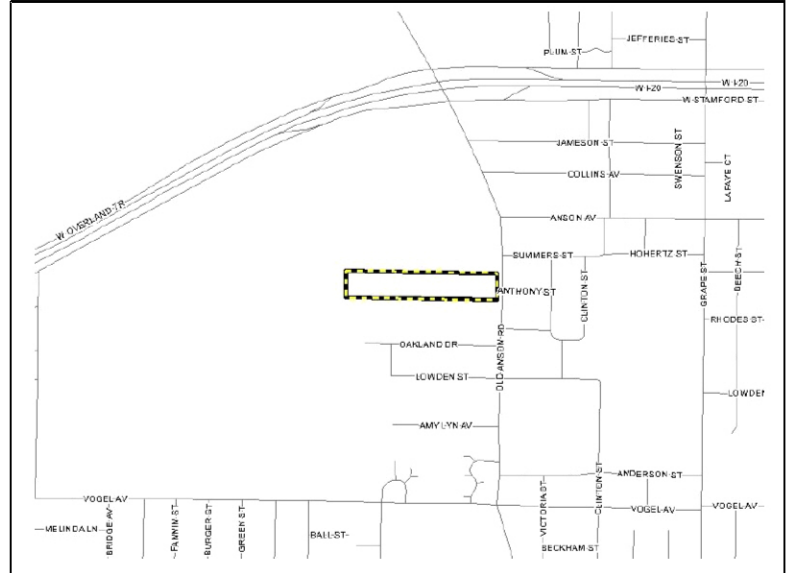 JEFFERIES ST
PLUM ST
W I-20
W I-20
W STAMFORD ST
JAMESON ST
SWENSON ST
COLLINS AV
LAFAYE CT
W OVERLAND TR
ANSON AV
SUMMERS ST
HOHERTZ ST
BEECH ST
GRAPE ST
ANTHONY ST
CLINTON ST
RHODES ST
OLD ANSON RD
OAKLAND DR
LOWDEN ST
LOWDEN
AMY LYN AV
ANDERSON ST
CLINTON ST
VICTORIA ST
VOGEL AV
VOGEL AV
VOGEL AV
MELINDA LN
BRIDGE AV
FANNIN ST
BURGER ST
GREEN ST
BALL ST
BECKHAM ST